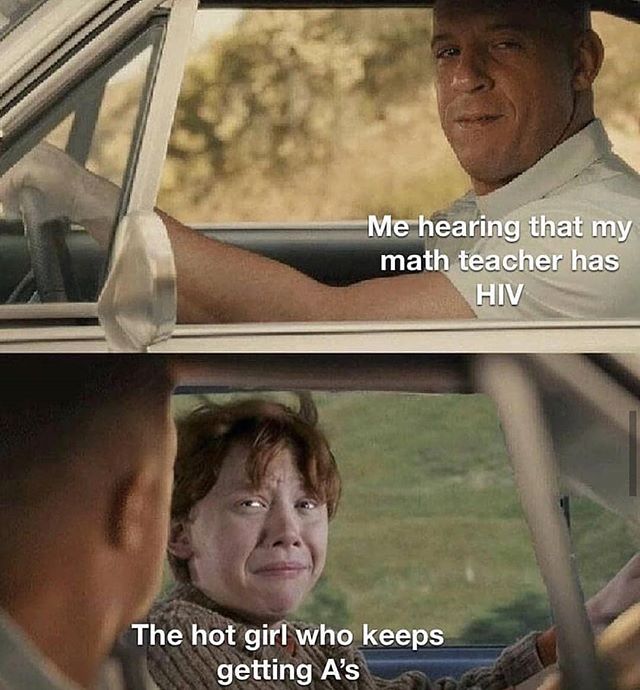 Me hearing that my
math teacher has
HIV
The hot girl who keeps
getting A's